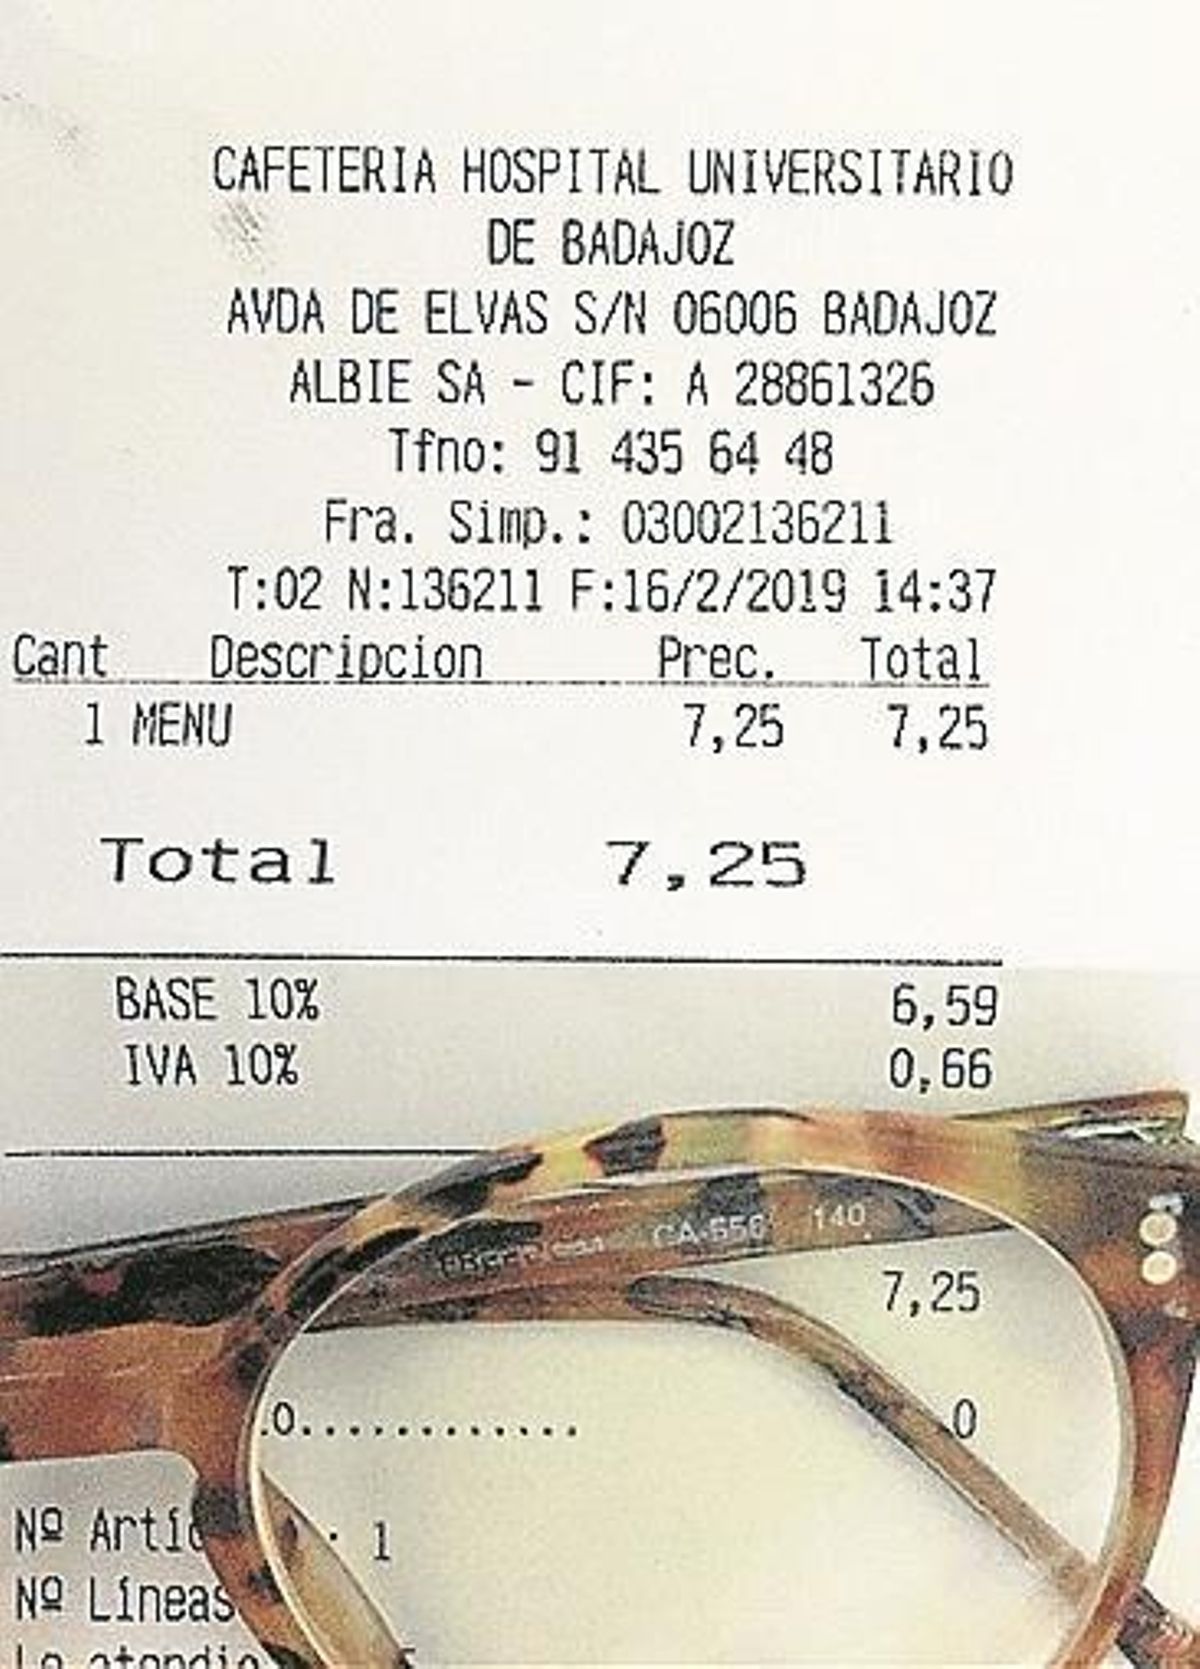 CAFETERIA HOSPITAL UNIVERSITARIO
DE BADAJOZ
AVDA DE ELVAS S/N 06006 BADAJOZ
ALBIE SA - CIF: A 28861326
Tfno: 91 435 64 48
Fra. Simp.: 03002136211
T:02 N:136211 F:16/2/2019 14:37
Cant Descripcion Prec. Total
1 MENU 7,25 7,25
Total 7,25
BASE 10% 6,59
IVA 10% 0,66
140
7,25
.O............ 0
Nº 1
Nº Líneas